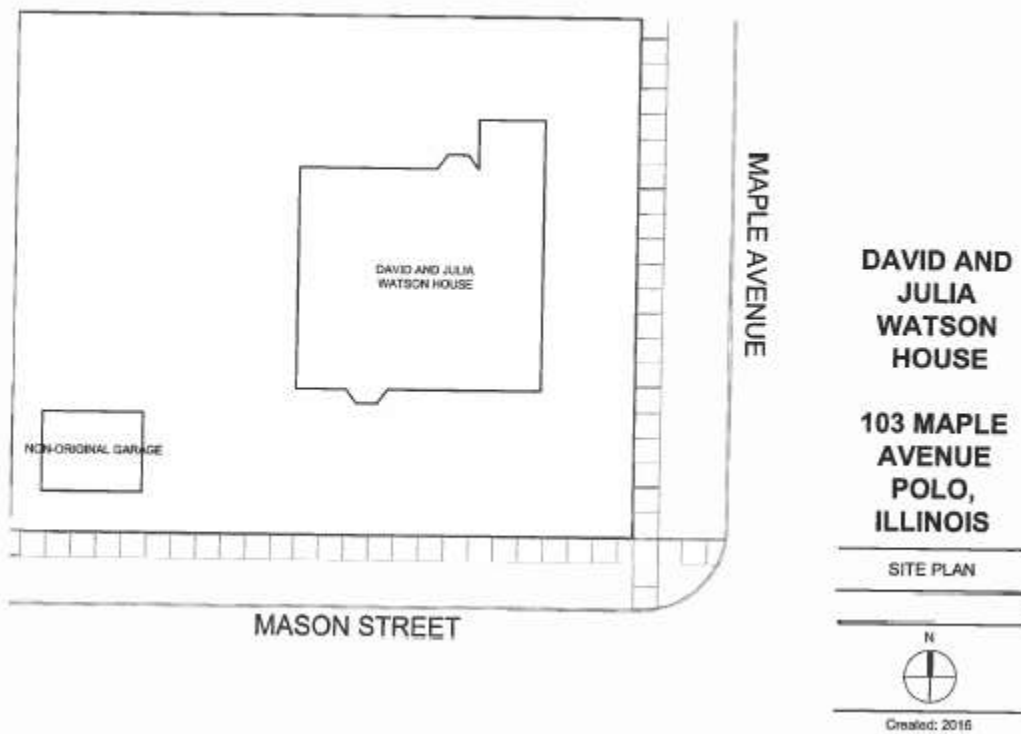 MAPLE AVENUE
DAVID AND JULIA
WATSON HOUSE
NON-ORIGINAL GARAGE
MASON STREET
DAVID AND
JULIA
WATSON
HOUSE
103 MAPLE
AVENUE
POLO,
ILLINOIS
SITE PLAN
N
Created: 2016